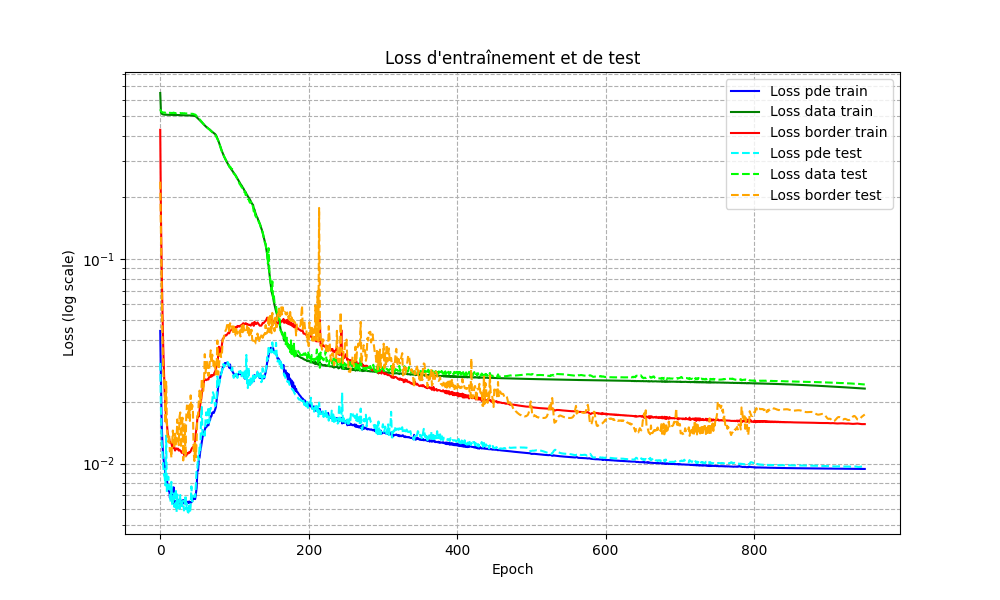 Loss d'entraînement et de test
Loss (log scale)
10⁻¹
10⁻²
0
200
400
600
800
Epoch
Loss pde train
Loss data train
Loss border train
Loss pde test
Loss data test
Loss border test